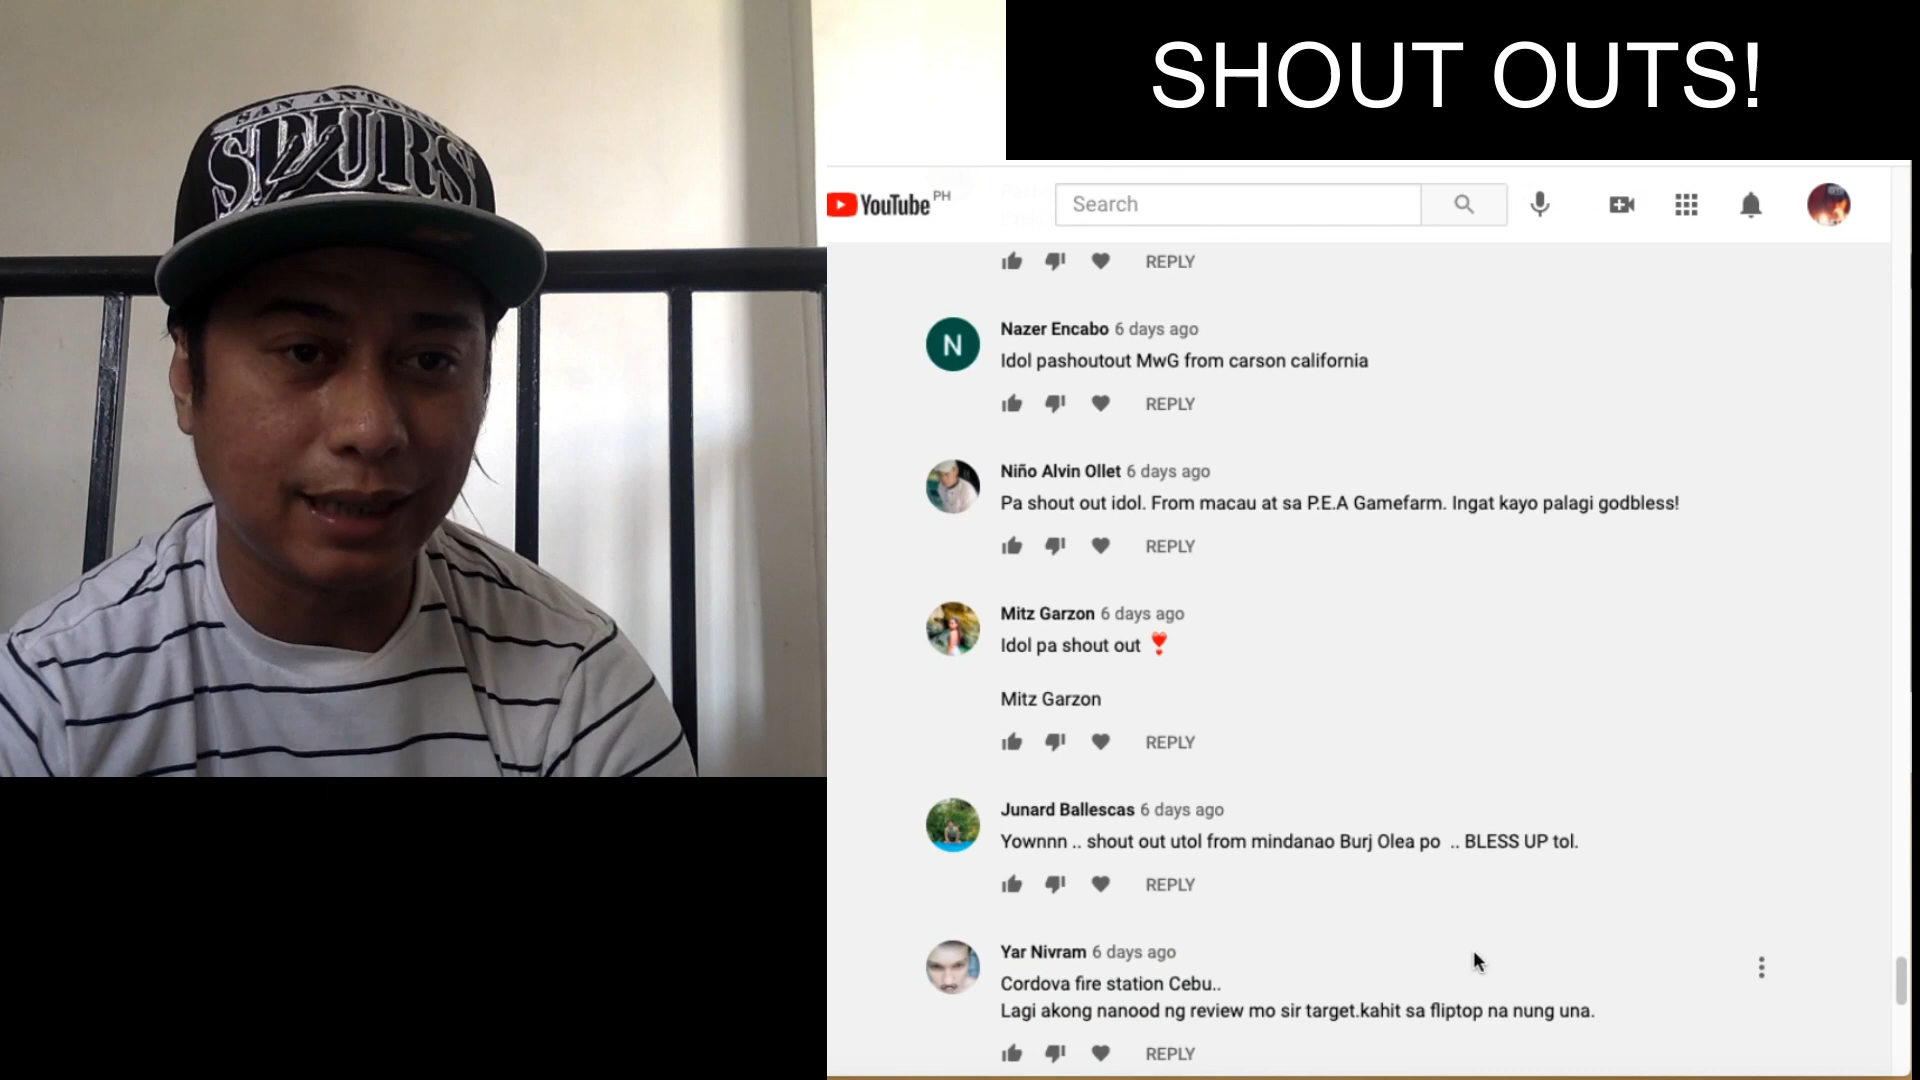 SHOUT OUTS!
SAN ANTONIO
SPURS
YouTube PH
Search
REPLY
N
Nazer Encabo 6 days ago
Idol pashoutout MwG from carson california
REPLY
Niño Alvin Ollet 6 days ago
Pa shout out idol. From macau at sa P.E.A Gamefarm. Ingat kayo palagi godbless!
REPLY
Mitz Garzon 6 days ago
Idol pa shout out ❣️
Mitz Garzon
REPLY
Junard Ballescas 6 days ago
Yownnn .. shout out utol from mindanao Burj Olea po .. BLESS UP tol.
REPLY
Yar Nivram 6 days ago
Cordova fire station Cebu..
Lagi akong nanood ng review mo sir target.kahit sa fliptop na nung una.
REPLY